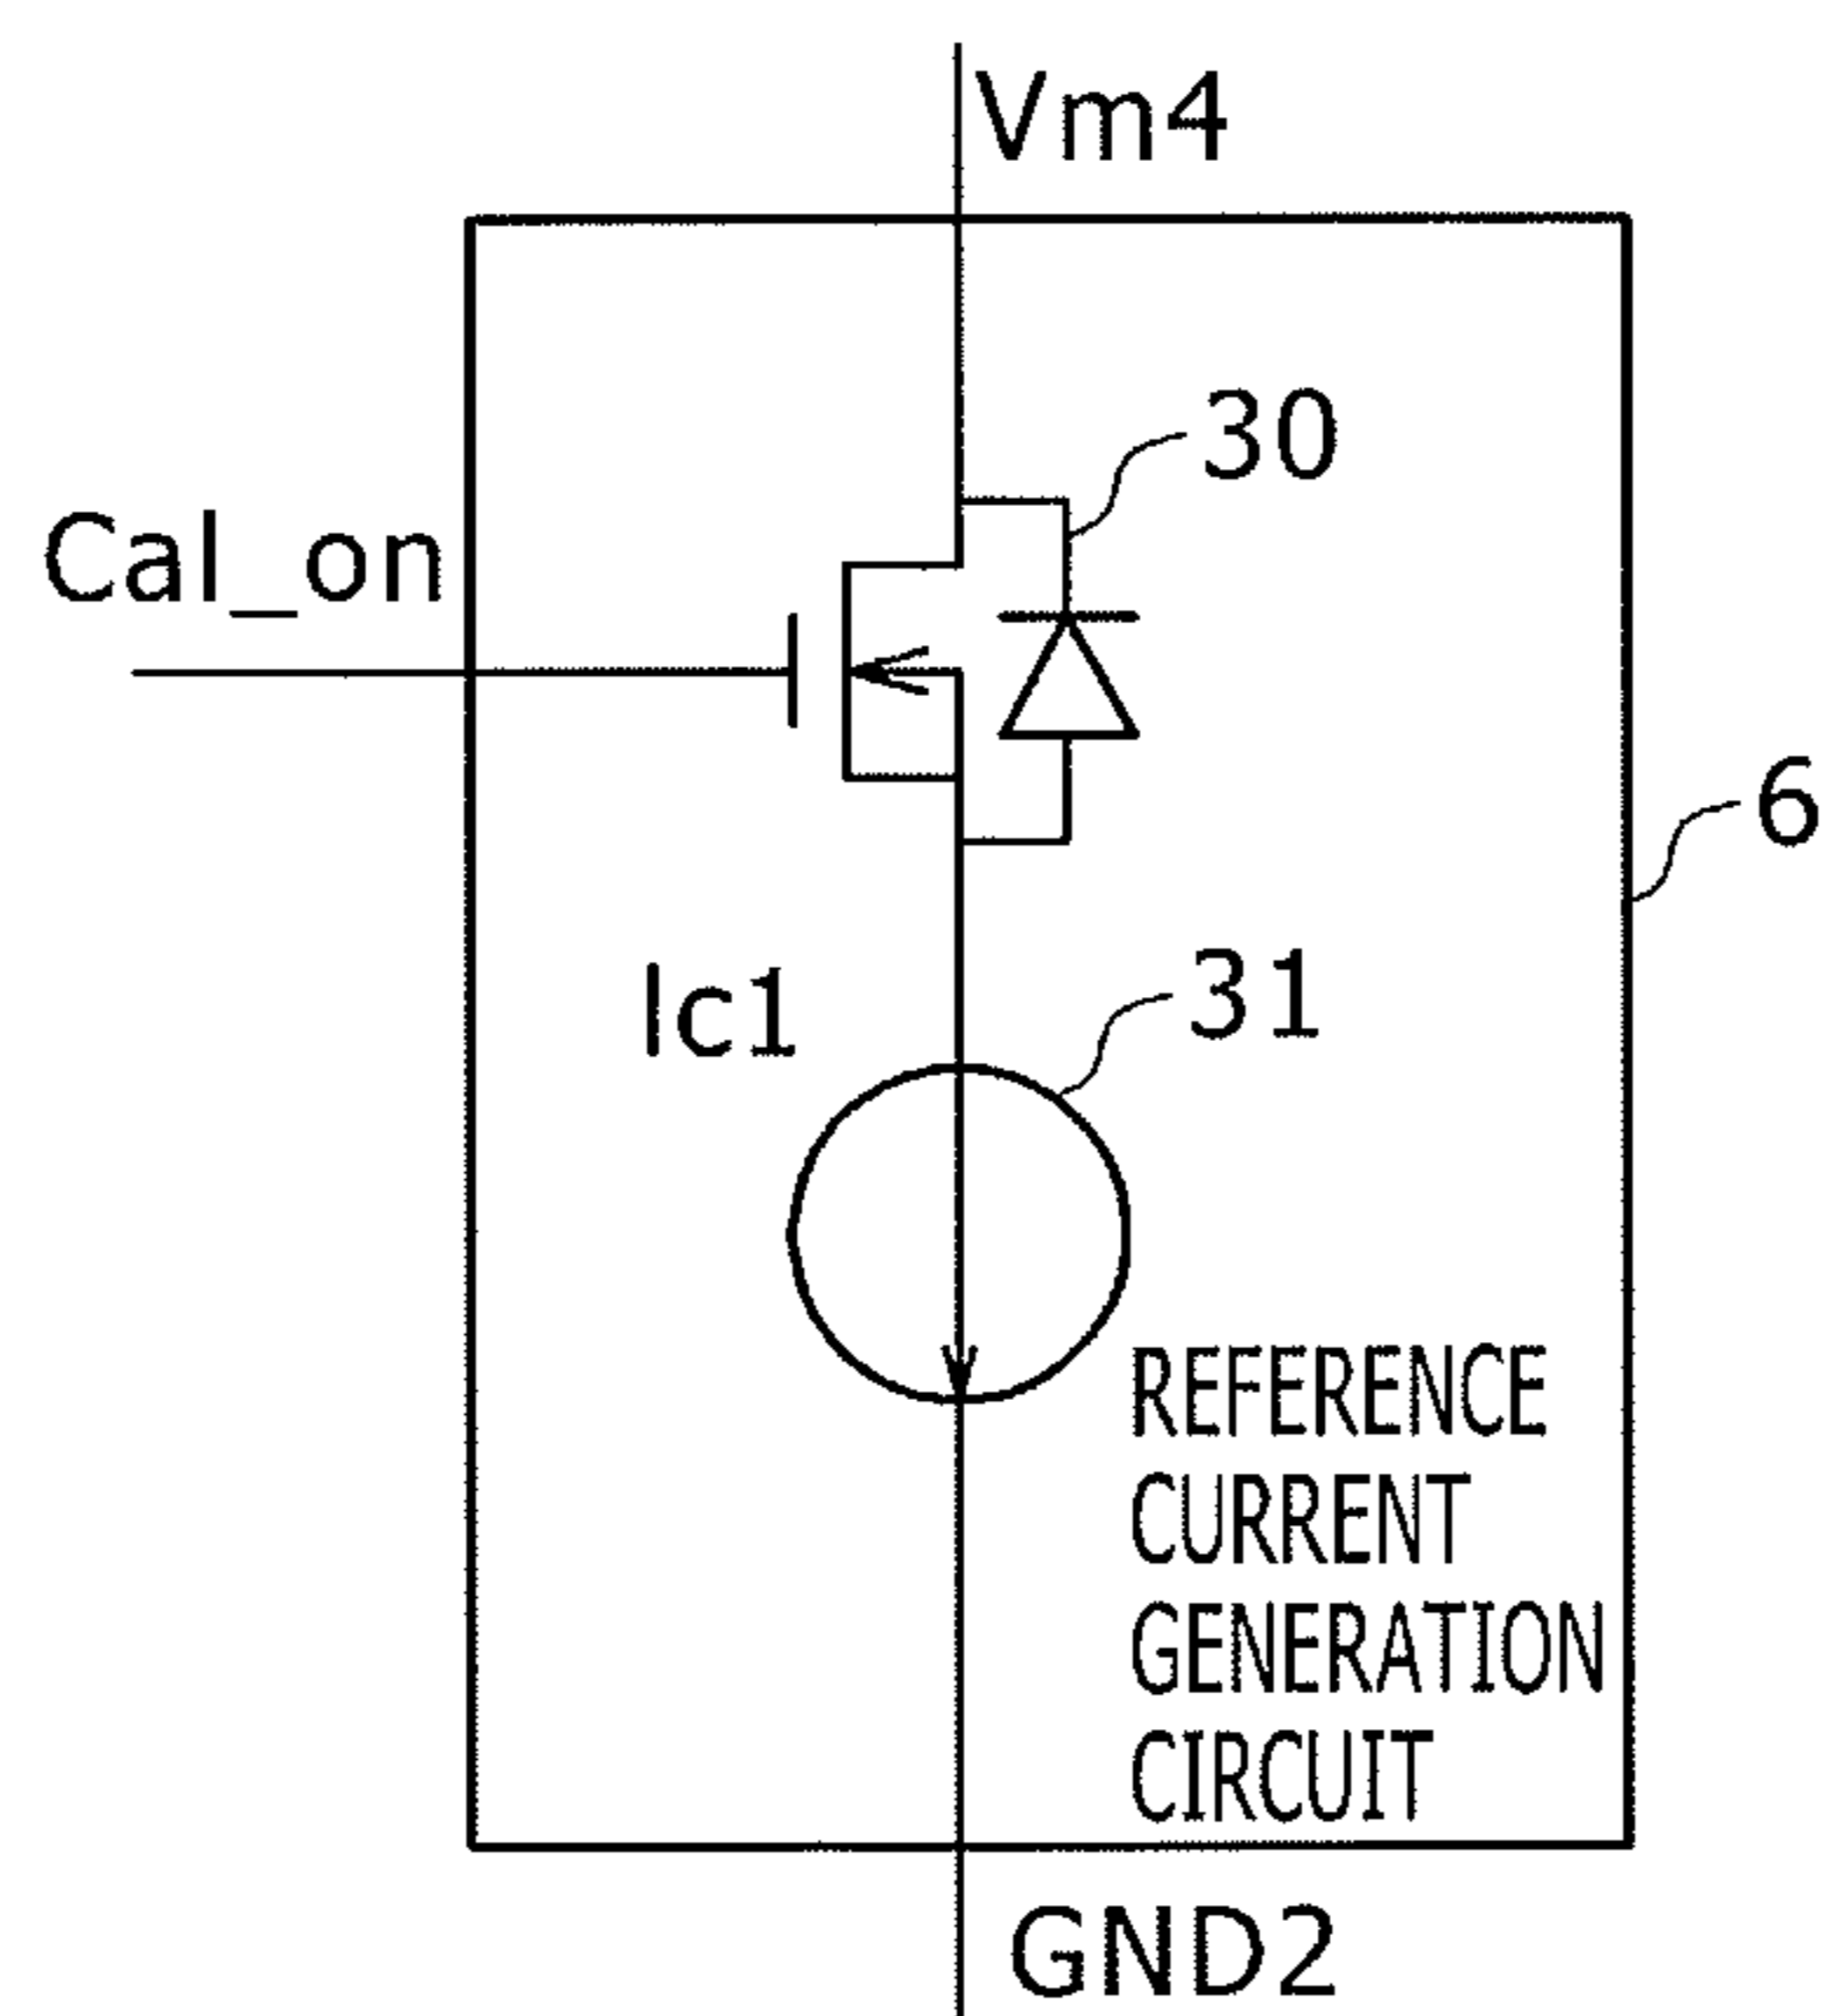 Vm4
30
Cal_on
6
Ic1
31
REFERENCE
CURRENT
GENERATION
CIRCUIT
GND2